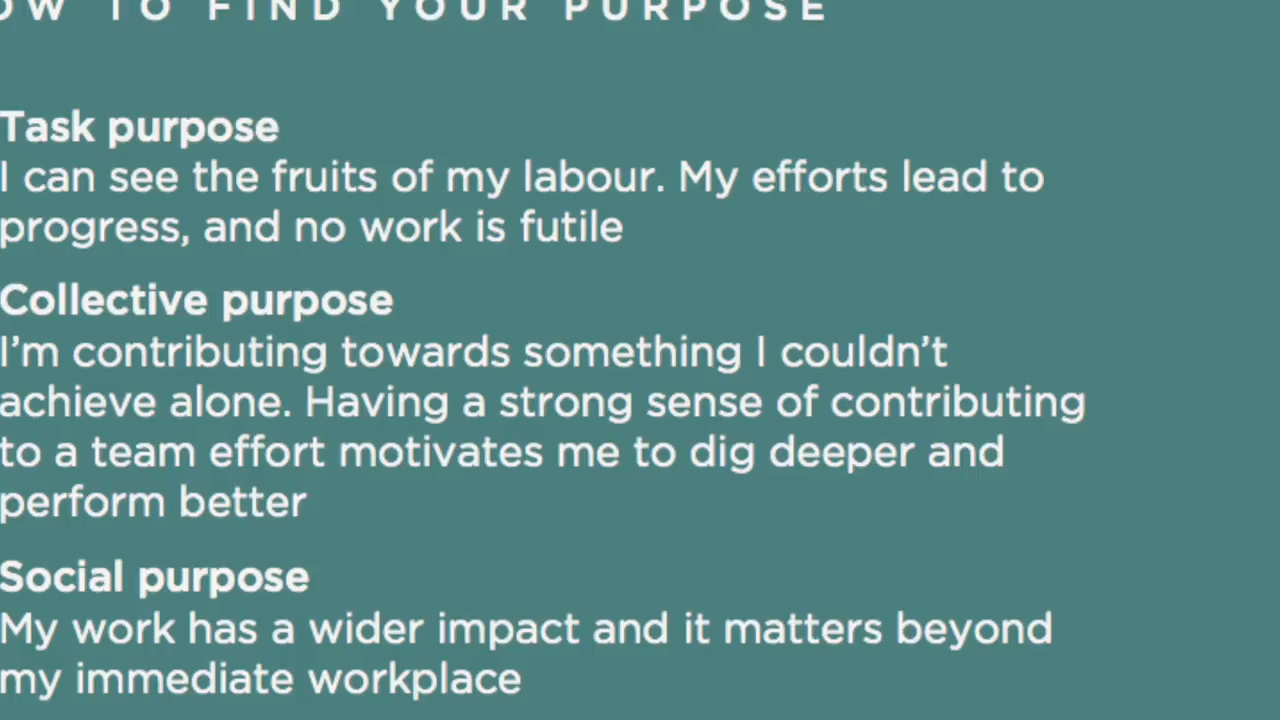 TO FIND YOUR PURPOSE
Task purpose
I can see the fruits of my labour. My efforts lead to
progress, and no work is futile
Collective purpose
I’m contributing towards something I couldn’t
achieve alone. Having a strong sense of contributing
to a team effort motivates me to dig deeper and
perform better
Social purpose
My work has a wider impact and it matters beyond
my immediate workplace